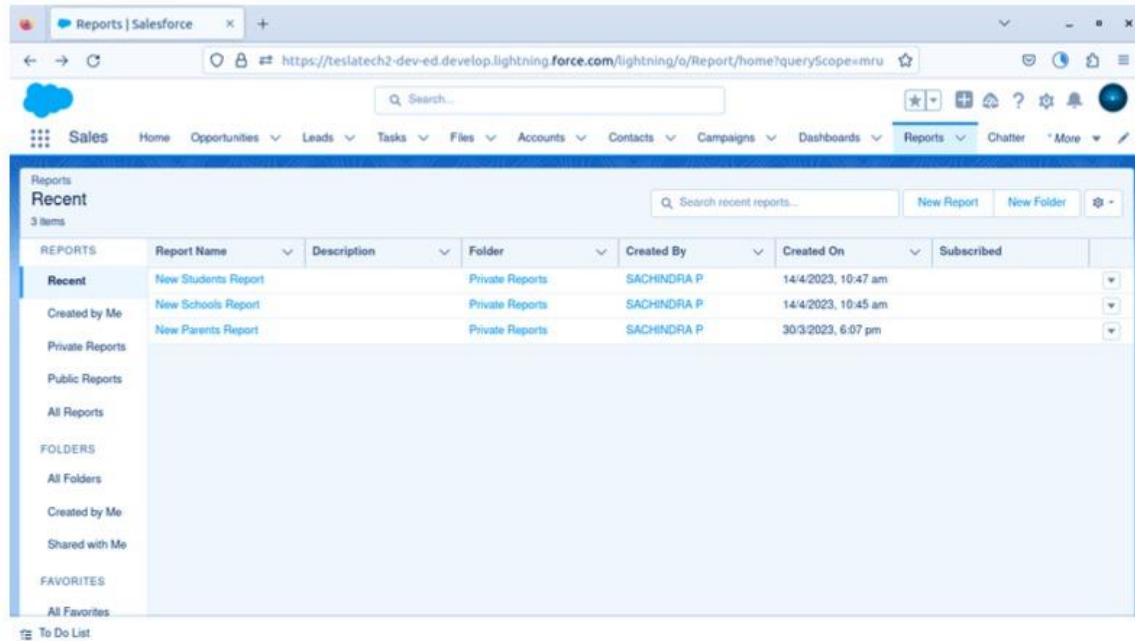 Reports | Salesforce
https://teslatech2-dev-ed.develop.lightning.force.com/lightning/o/Report/home?queryScope=mru
Search...
Sales Home Opportunities Leads Tasks Files Accounts Contacts Campaigns Dashboards Reports Chatter * More
Reports
Recent
3 items
Search recent reports...
New Report New Folder
REPORTS Report Name Description Folder Created By Created On Subscribed
Recent New Students Report Private Reports SACHINDRA P 14/4/2023, 10:47 am
New Schools Report Private Reports SACHINDRA P 14/4/2023, 10:45 am
Created by Me
New Parents Report Private Reports SACHINDRA P 30/3/2023, 6:07 pm
Private Reports
Public Reports
All Reports
FOLDERS
All Folders
Created by Me
Shared with Me
FAVORITES
All Favorites
To Do List